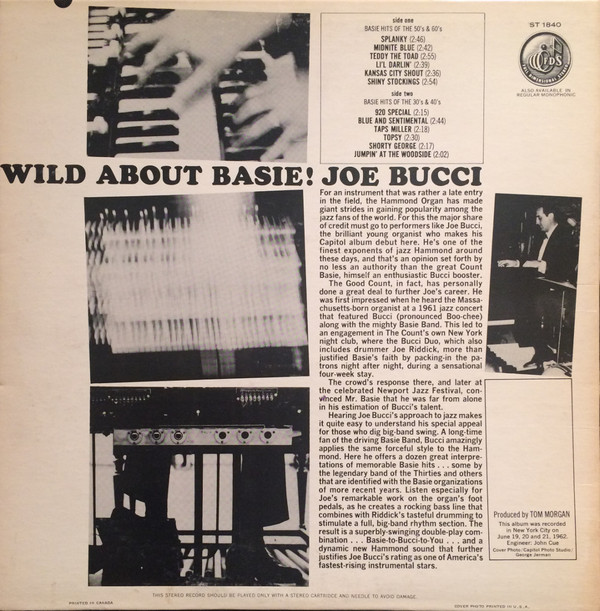 side one
BASIE HITS OF THE 50's & 60's
SPLANKY (2:46)
MIDNITE BLUE (2:42)
TEDDY THE TOAD (2:55)
LI'L DARLIN' (2:39)
KANSAS CITY SHOUT (2:36)
SHINY STOCKINGS (2:54)
side two
BASIE HITS OF THE 30's & 40's
920 SPECIAL (2:15)
BLUE AND SENTIMENTAL (2:44)
TAPS MILLER (2:18)
TOPSY (2:30)
SHORTY GEORGE (2:17)
JUMPIN' AT THE WOODSIDE (2:02)
ST 1840
FDS
ALSO AVAILABLE IN
REGULAR MONOPHONIC
WILD ABOUT BASIE! JOE BUCCI
For an instrument that was rather a late entry
in the field, the Hammond Organ has made
giant strides in gaining popularity among the
jazz fans of the world. For this the major share
of credit must go to performers like Joe Bucci,
the brilliant young organist who makes his
Capitol album debut here. He's one of the
finest exponents of jazz Hammond around
these days, and that's an opinion set forth by
no less an authority than the great Count
Basie, himself an enthusiastic Bucci booster.
The Good Count, in fact, has personally
done a great deal to further Joe's career. He
was first impressed when he heard the Massa-
chusetts-born organist at a 1961 jazz concert
that featured Bucci (pronounced Boo-chee)
along with the mighty Basie Band. This led to
an engagement in The Count's own New York
night club, where the Bucci Duo, which also
includes drummer Joe Riddick, more than
justified Basie's faith by packing-in the pa-
trons night after night, during a sensational
four-week stay.
The crowd's response there, and later at
the celebrated Newport Jazz Festival, con-
vinced Mr. Basie that he was far from alone
in his estimation of Bucci's talent.
Hearing Joe Bucci's approach to jazz makes
it quite easy to understand his special appeal
for those who dig big-band swing. A long-time
fan of the driving Basie Band, Bucci amazingly
applies the same forceful style to the Ham-
mond. Here he offers a dozen great interpre-
tations of memorable Basie hits . . . some by
the legendary band of the Thirties and others
that are identified with the Basie organizations
of more recent years. Listen especially for
Joe's remarkable work on the organ's foot
pedals, as he creates a rocking bass line that
combines with Riddick's tasteful drumming to
stimulate a full, big-band rhythm section. The
result is a superbly-swinging double-play com-
bination . . . Basie-to-Bucci-to-You . . . and a
dynamic new Hammond sound that further
justifies Joe Bucci's rating as one of America's
fastest-rising instrumental stars.
Produced by TOM MORGAN
This album was recorded
in New York City on
June 19, 20 and 21, 1962.
Engineer: John Cue
Cover Photo/Capitol Photo Studio:
George Jerman
THIS STEREO RECORD SHOULD BE PLAYED ONLY WITH A STEREO CARTRIDGE AND NEEDLE TO AVOID DAMAGE.
PRINTED IN CANADA
COVER PHOTO PRINTED IN U.S.A.